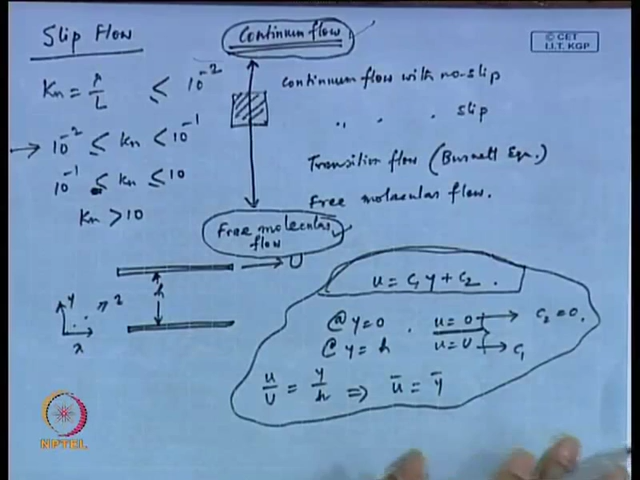 Slip Flow
Continuum flow
© CET
I.I.T. KGP
Kn = λ/L ≤ 10⁻² Continuum flow with no-slip
→ 10⁻² ≤ Kn < 10⁻¹ " " " slip
10⁻¹ ≤ Kn ≤ 10 Transition flow (Burnett Eqn.)
Kn > 10 Free molecular flow.
Free molecular
flow
U
h
y
x
u = C₁ y + C₂ .
@ y = 0 . u = 0 → C₂ = 0.
@ y = h u = U → C₁
u/U = y/h ⇒ ū = ȳ
NPTEL